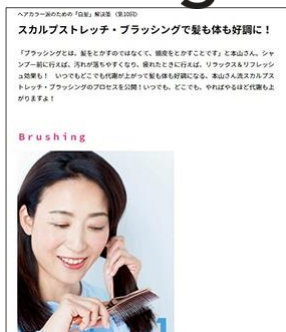 ヘアカラー派のための「白髪」解決策（第10回）
スカルプストレッチ・ブラッシングで髪も体も好調に！
「ブラッシングとは、髪をとかすのではなくて、頭皮をとかすことです」と本山さん。シャ
ンプー前に行えば、汚れが落ちやすくなり、疲れたときに行えば、リラックス＆リフレッシ
ュ効果も！ いつでもどこでも代謝が上がって髪も体も好調になる、本山さん流スカルプス
トレッチ・ブラッシングのプロセスを公開！いつでも、どこでも、やればやるほど代謝も上
がりますよ！
Brushing
1